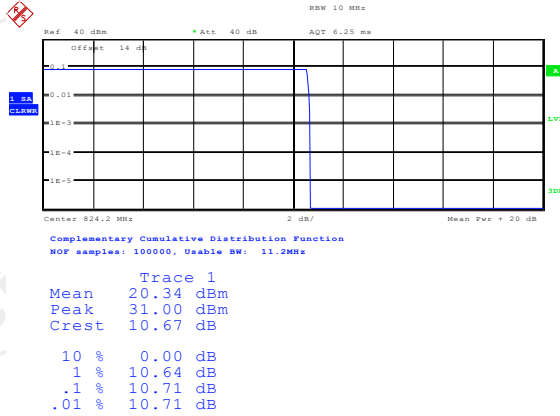 R S
RBW 10 MHz
Ref 40 dBm * Att 40 dB AQT 6.25 ms
Offset 14 dB
0.1
A
1 SA
CLRWR
0.01
1E-3
1E-4
1E-5
3DB
Center 824.2 MHz 2 dB/ Mean Pwr + 20 dB
Complementary Cumulative Distribution Function
NOF samples: 100000, Usable BW: 11.2MHz
Trace 1
Mean 20.34 dBm
Peak 31.00 dBm
Crest 10.67 dB
10 % 0.00 dB
1 % 10.64 dB
.1 % 10.71 dB
.01 % 10.71 dB